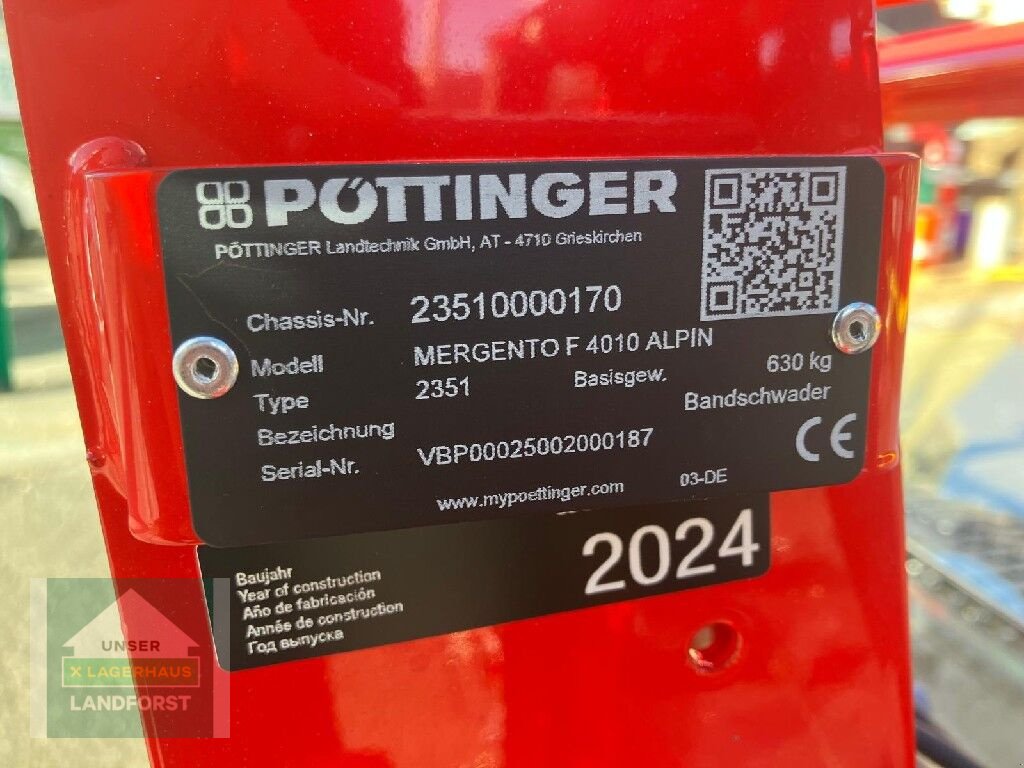 PÖTTINGER
PÖTTINGER Landtechnik GmbH, AT - 4710 Grieskirchen
Chassis-Nr. 23510000170
Modell MERGENTO F 4010 ALPIN
Type 2351 Basisgew. 630 kg
Bezeichnung Bandschwader
Serial-Nr. VBP00025002000187
CE
www.mypoettinger.com 03-DE
Baujahr
Year of construction
Año de fabricación
Année de construction
Год выпуска
2024
UNSER
X LAGERHAUS
LANDFORST